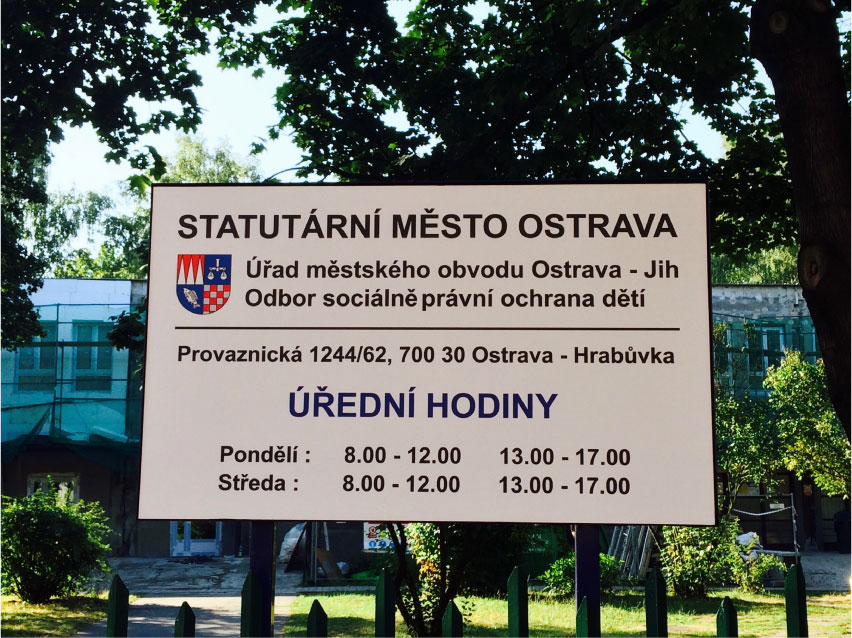 STATUTÁRNÍ MĚSTO OSTRAVA
Úřad městského obvodu Ostrava - Jih
Odbor sociálně právní ochrana dětí
Provaznická 1244/62, 700 30 Ostrava - Hrabůvka
ÚŘEDNÍ HODINY
Pondělí : 8.00 - 12.00 13.00 - 17.00
Středa : 8.00 - 12.00 13.00 - 17.00